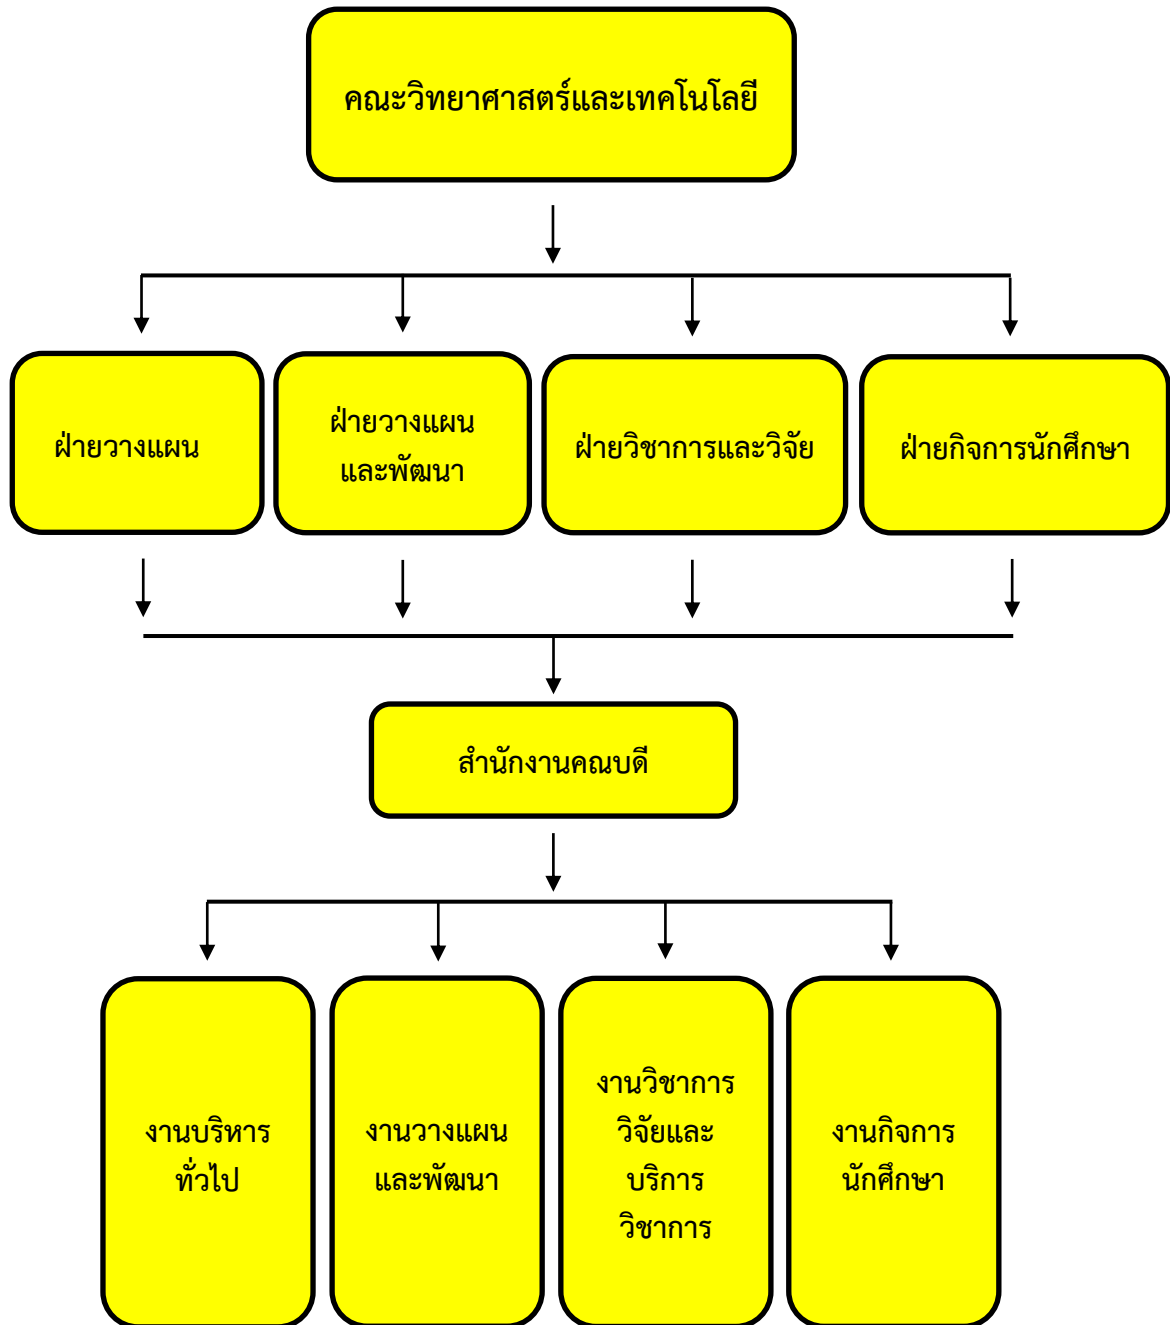 คณะวิทยาศาสตร์และเทคโนโลยี
ฝ่ายวางแผน
ฝ่ายวางแผน
และพัฒนา
ฝ่ายวิชาการและวิจัย
ฝ่ายกิจการนักศึกษา
สำนักงานคณบดี
งานบริหาร
ทั่วไป
งานวางแผน
และพัฒนา
งานวิชาการ
วิจัยและ
บริการ
วิชาการ
งานกิจการ
นักศึกษา